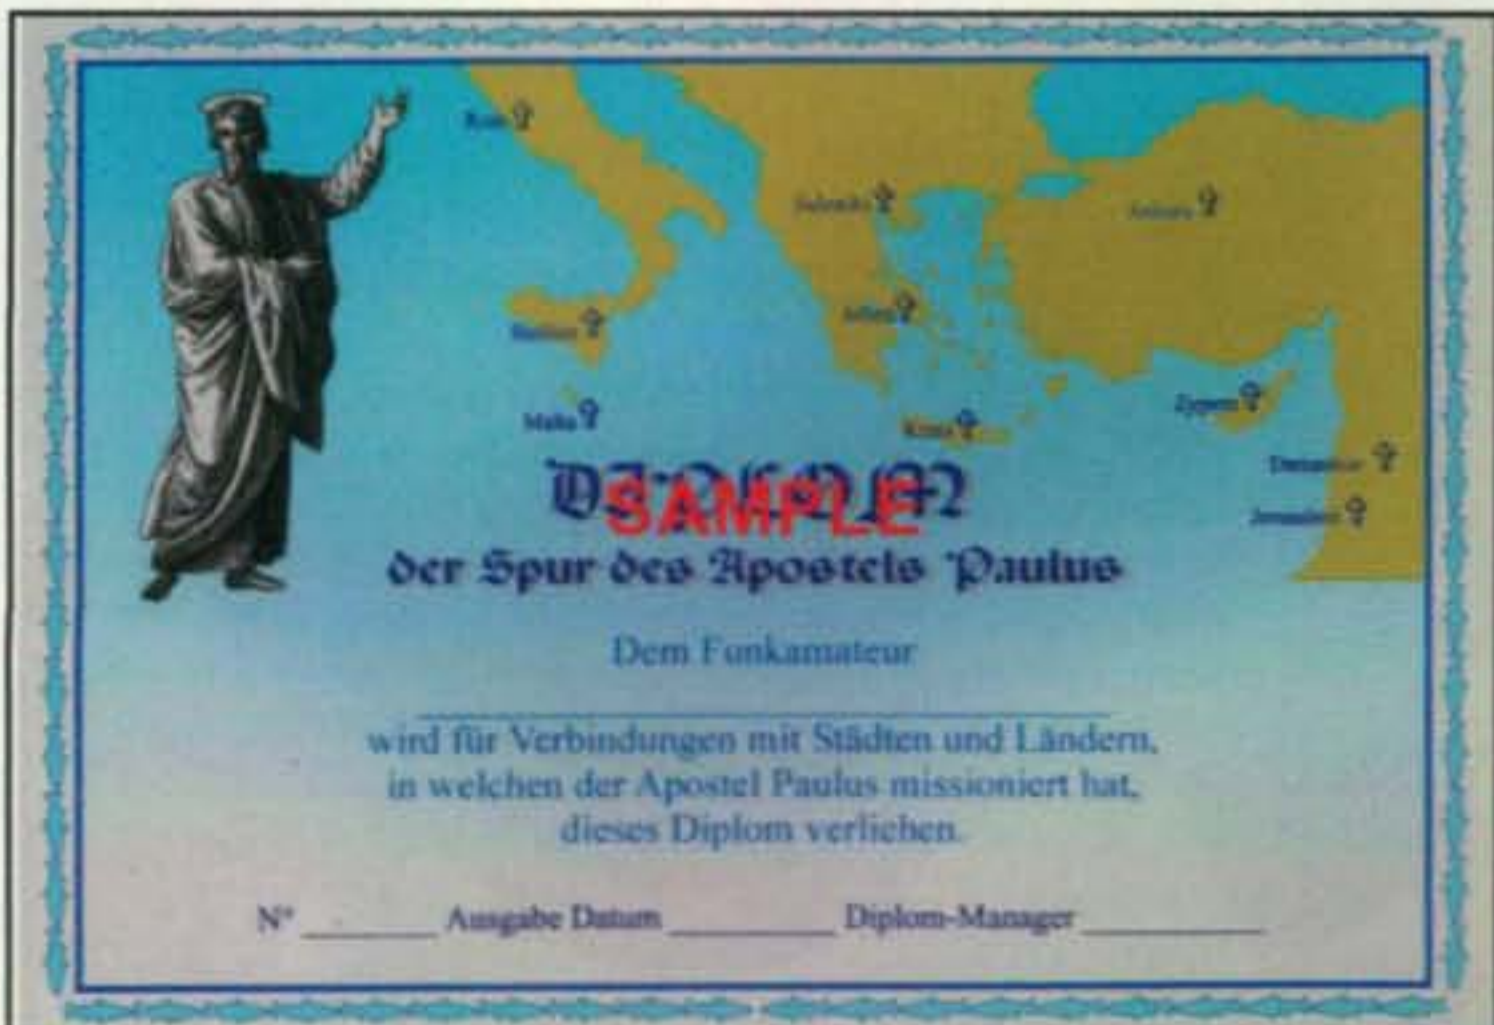 Rom
Saloniki
Ankara
Athen
Malta
Zypern
Kreta
Damaskus
Jerusalem
DIPLOM
SAMPLE
der Spur des Apostels Paulus
Dem Funkamateur
wird für Verbindungen mit Städten und Ländern,
in welchen der Apostel Paulus missioniert hat,
dieses Diplom verliehen.
N° Ausgabe Datum Diplom-Manager